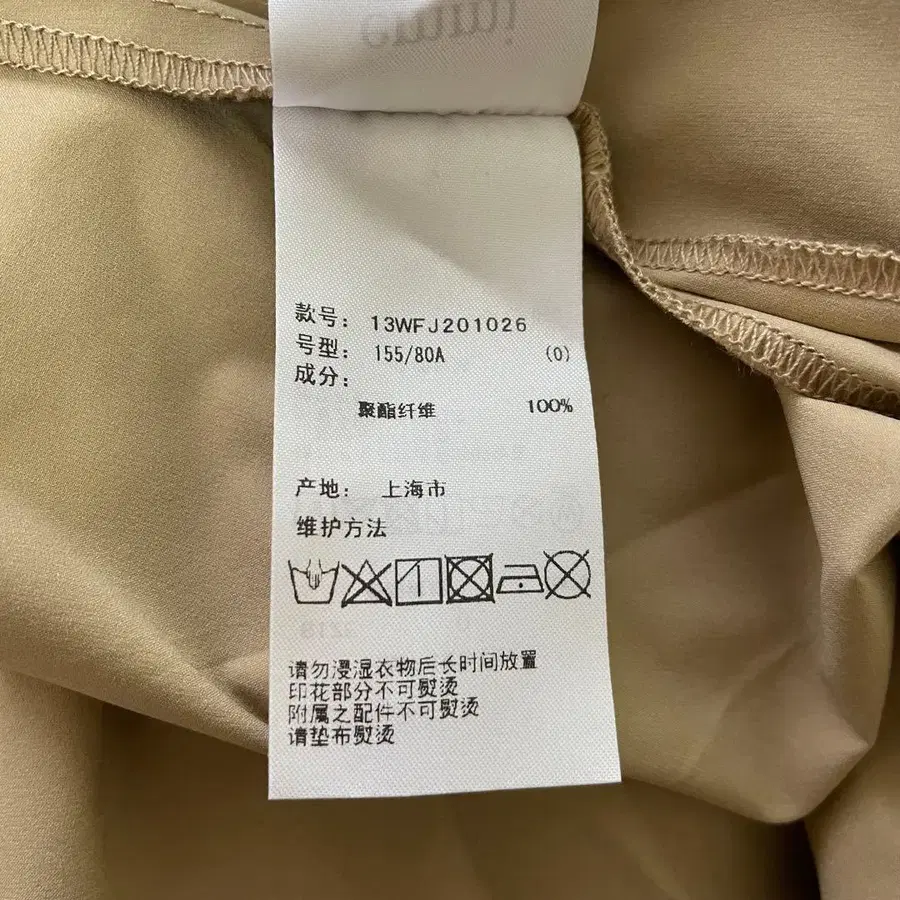 款号: 13WFJ201026
号型: 155/80A (0)
成分:
聚酯纤维 100%
产地: 上海市
维护方法
请勿浸湿衣物后长时间放置
印花部分不可熨烫
附属之配件不可熨烫
请垫布熨烫